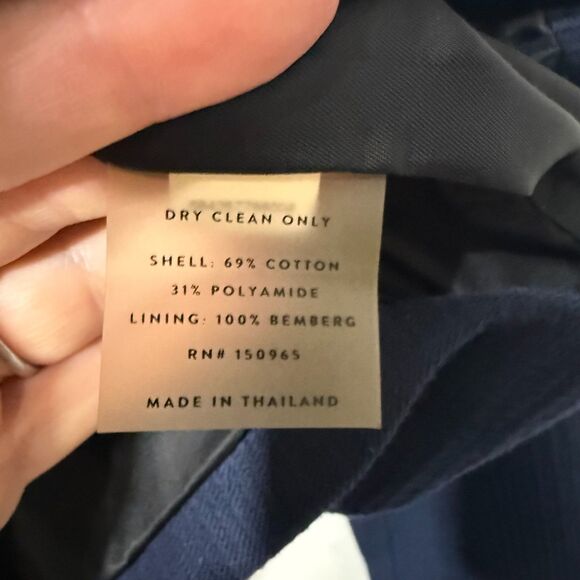 DRY CLEAN ONLY
SHELL: 69% COTTON
31% POLYAMIDE
LINING: 100% BEMBERG
RN# 150965
MADE IN THAILAND